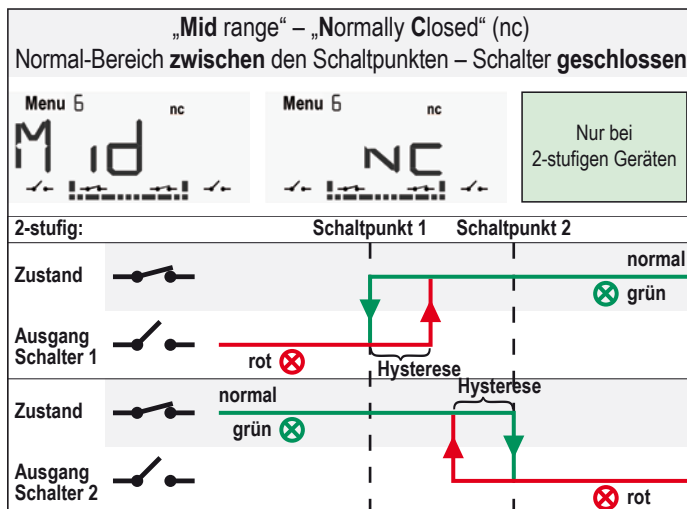 „Mid range“ – „Normally Closed“ (nc)
Normal-Bereich zwischen den Schaltpunkten – Schalter geschlossen
Menu 6 nc
Mid
Menu 6 nc
NC
Nur bei
2-stufigen Geräten
2-stufig: Schaltpunkt 1 Schaltpunkt 2
Zustand
normal
grün
Ausgang
Schalter 1
rot
Hysterese
Zustand
normal
grün
Hysterese
Ausgang
Schalter 2
rot